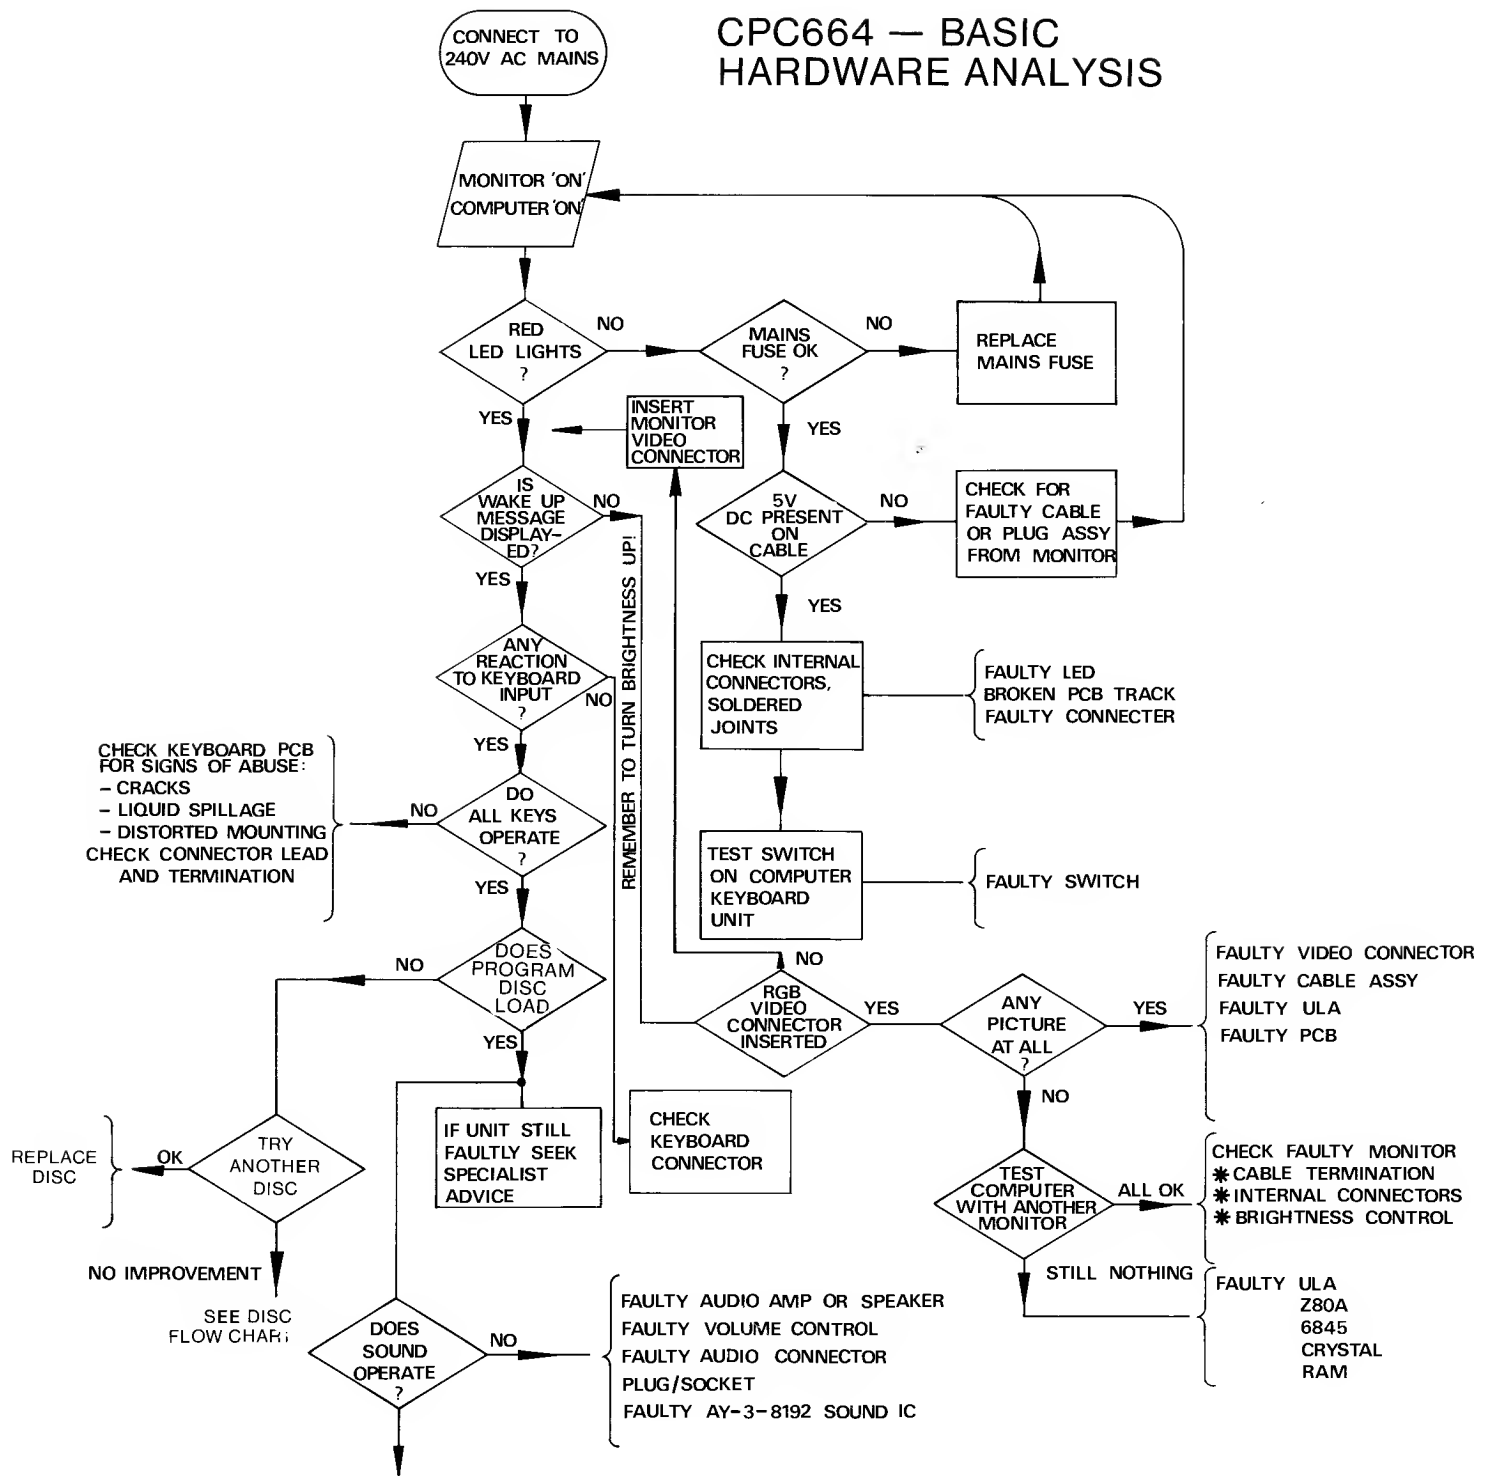 CPC664 — BASIC
HARDWARE ANALYSIS
CONNECT TO
240V AC MAINS
MONITOR 'ON'
COMPUTER 'ON'
RED
LED LIGHTS
?
NO
YES
MAINS
FUSE OK
?
NO
YES
REPLACE
MAINS FUSE
INSERT
MONITOR
VIDEO
CONNECTOR
IS
WAKE UP
MESSAGE
DISPLAY-
ED?
NO
YES
5V
DC PRESENT
ON
CABLE
NO
YES
CHECK FOR
FAULTY CABLE
OR PLUG ASSY
FROM MONITOR
REMEMBER TO TURN BRIGHTNESS UP!
ANY
REACTION
TO KEYBOARD
INPUT
?
NO
YES
CHECK INTERNAL
CONNECTORS,
SOLDERED
JOINTS
FAULTY LED
BROKEN PCB TRACK
FAULTY CONNECTER
CHECK KEYBOARD PCB
FOR SIGNS OF ABUSE:
– CRACKS
– LIQUID SPILLAGE
– DISTORTED MOUNTING
CHECK CONNECTOR LEAD
AND TERMINATION
NO
DO
ALL KEYS
OPERATE
?
YES
TEST SWITCH
ON COMPUTER
KEYBOARD
UNIT
FAULTY SWITCH
DOES
PROGRAM
DISC
LOAD
NO
YES
NO
RGB
VIDEO
CONNECTOR
INSERTED
YES
ANY
PICTURE
AT ALL
?
YES
NO
FAULTY VIDEO CONNECTOR
FAULTY CABLE ASSY
FAULTY ULA
FAULTY PCB
REPLACE
DISC
OK
TRY
ANOTHER
DISC
NO IMPROVEMENT
SEE DISC
FLOW CHART
IF UNIT STILL
FAULTLY SEEK
SPECIALIST
ADVICE
CHECK
KEYBOARD
CONNECTOR
TEST
COMPUTER
WITH ANOTHER
MONITOR
ALL OK
CHECK FAULTY MONITOR
* CABLE TERMINATION
* INTERNAL CONNECTORS
* BRIGHTNESS CONTROL
STILL NOTHING
FAULTY ULA
Z80A
6845
CRYSTAL
RAM
DOES
SOUND
OPERATE
?
NO
FAULTY AUDIO AMP OR SPEAKER
FAULTY VOLUME CONTROL
FAULTY AUDIO CONNECTOR
PLUG/SOCKET
FAULTY AY-3-8192 SOUND IC